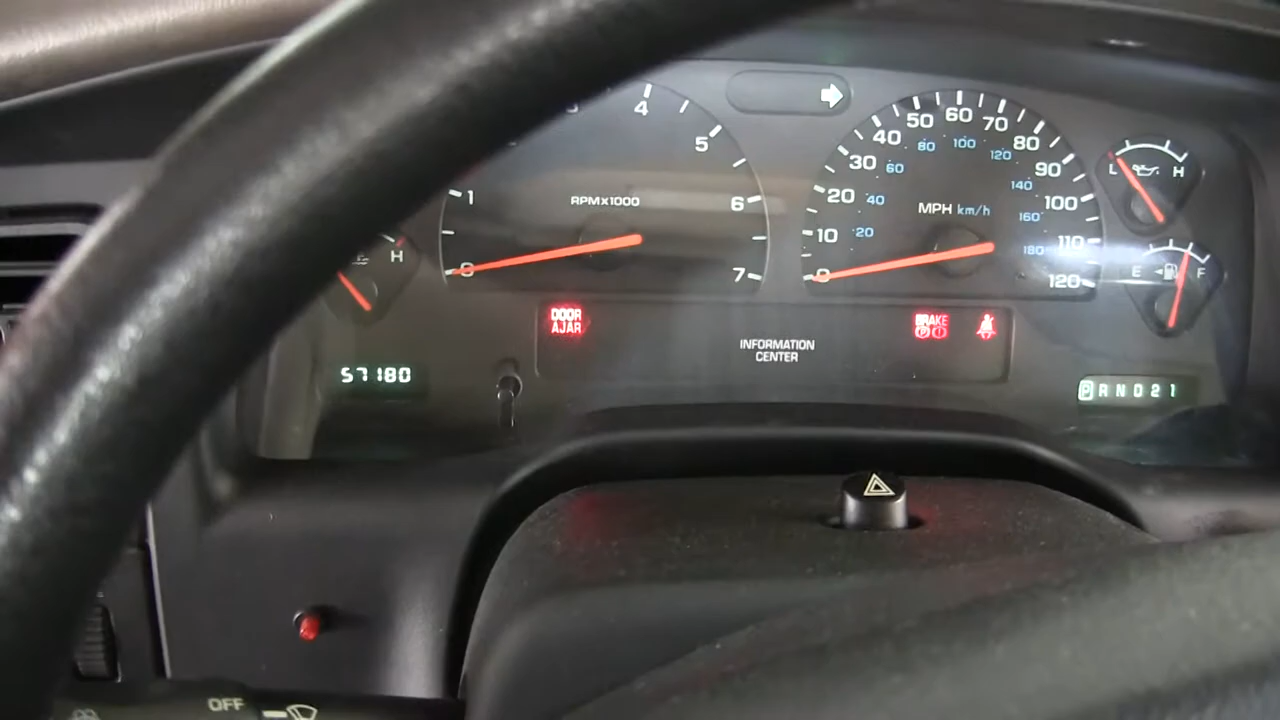 4
5
6
7
1
0
RPMx1000
H
0
10
20
30
40
50
60
70
80
90
100
110
120
20
40
60
80
100
120
140
160
180
MPH km/h
L H
E F
DOOR
AJAR
BRAKE
INFORMATION
CENTER
57180
P R N D 2 1
OFF